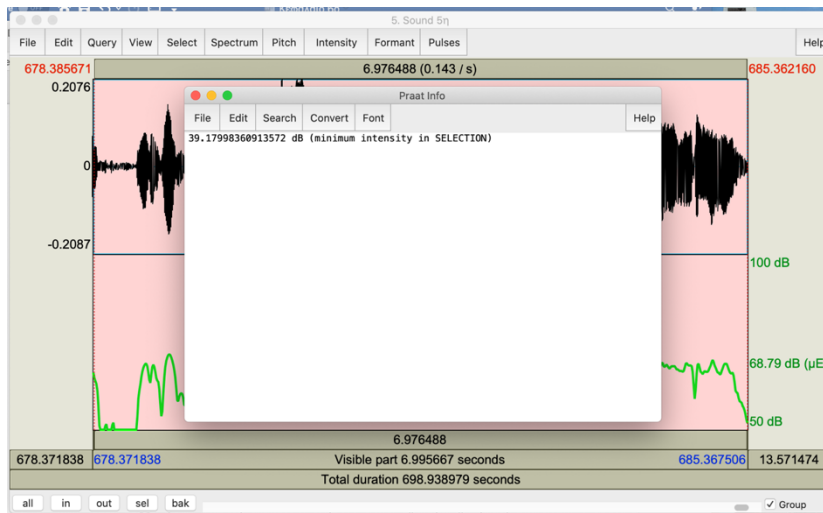 5. Sound 5η
File Edit Query View Select Spectrum Pitch Intensity Formant Pulses Help
678.385671 6.976488 (0.143 / s) 685.362160
0.2076
Praat Info
File Edit Search Convert Font Help
39.17998360913572 dB (minimum intensity in SELECTION)
0
-0.2087
100 dB
68.79 dB (µE
50 dB
6.976488
678.371838 678.371838 Visible part 6.995667 seconds 685.367506 13.571474
Total duration 698.938979 seconds
all in out sel bak Group